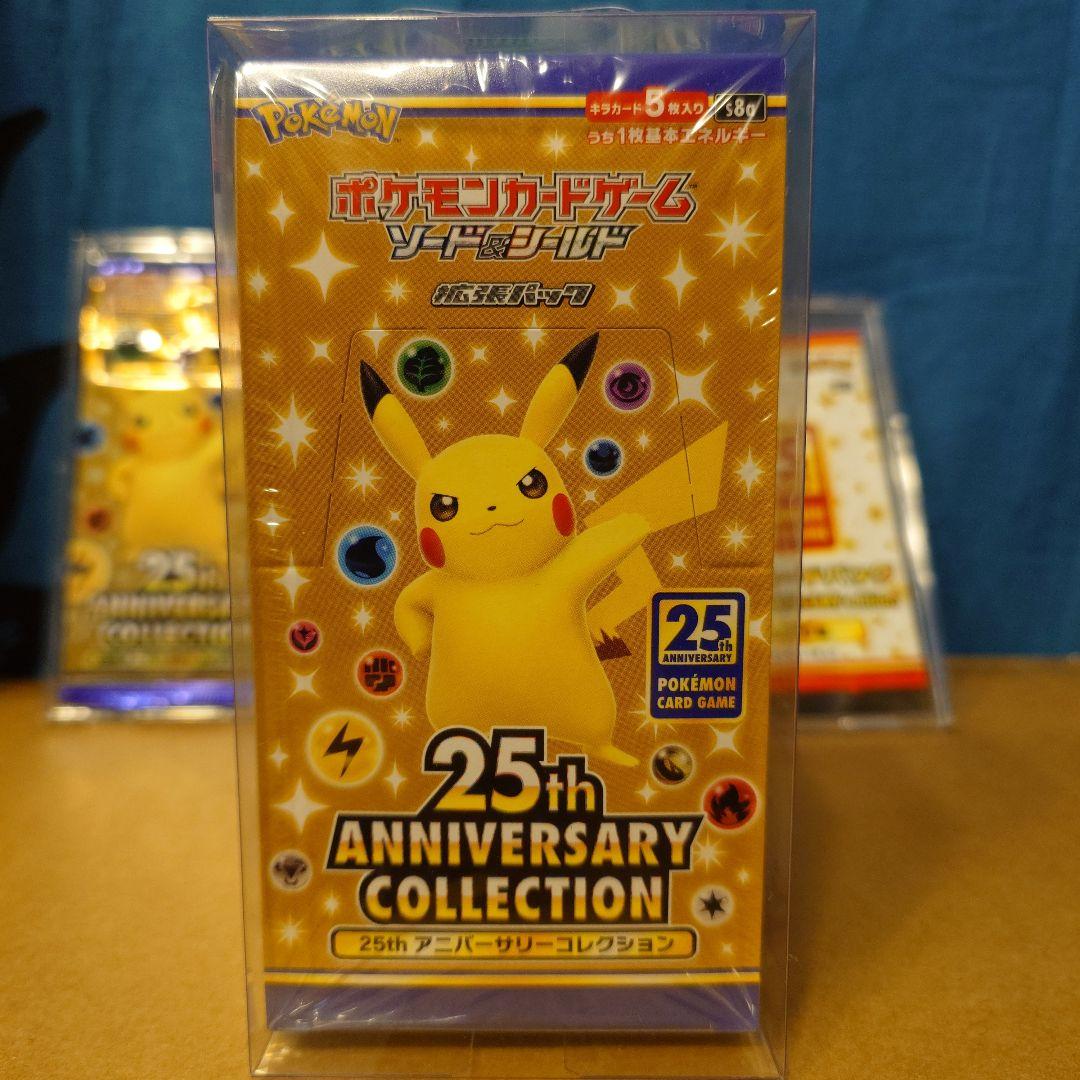 POKÉMON
キラカード5枚入り S8a
うち1枚基本エネルギー
ポケモンカードゲーム
ソード&シールド
拡張パック
25th
ANNIVERSARY
POKÉMON
CARD GAME
25th
ANNIVERSARY
COLLECTION
25th アニバーサリーコレクション
25th
ANNIVERSARY
COLLECTION